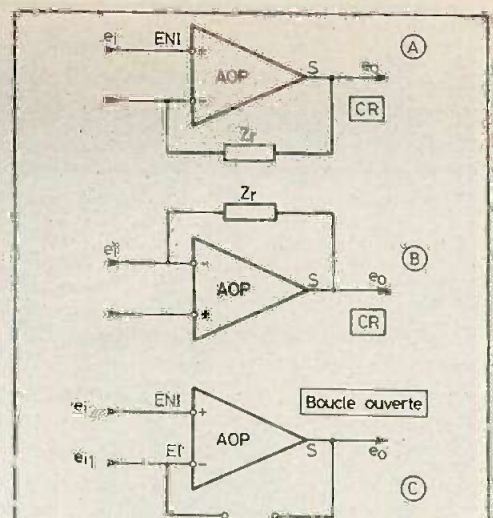 ei ENI + AOP S eo A
-
CR
Zr
Zr
ei - AOP S eo B
+
CR
ENI + Boucle ouverte
AOP S eo
ei1 EI -
C